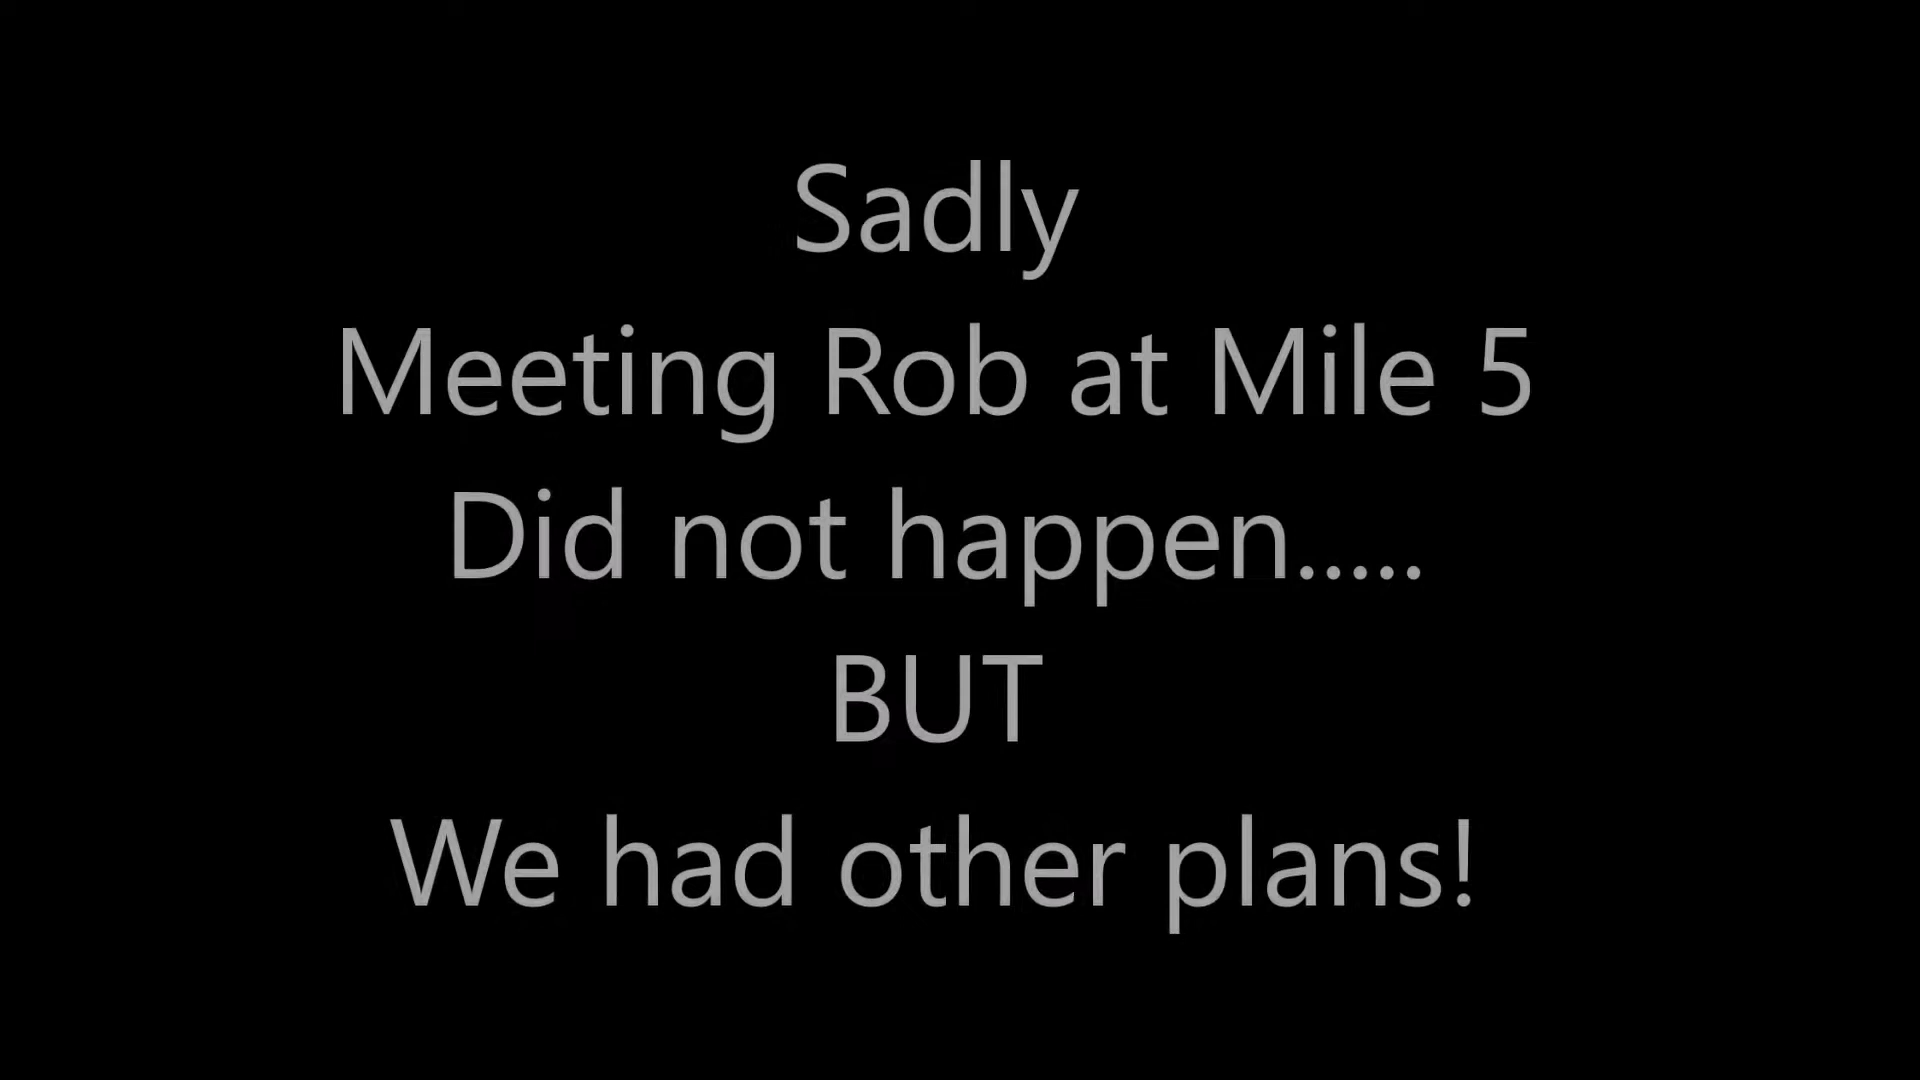 Sadly
Meeting Rob at Mile 5
Did not happen.....
BUT
We had other plans!